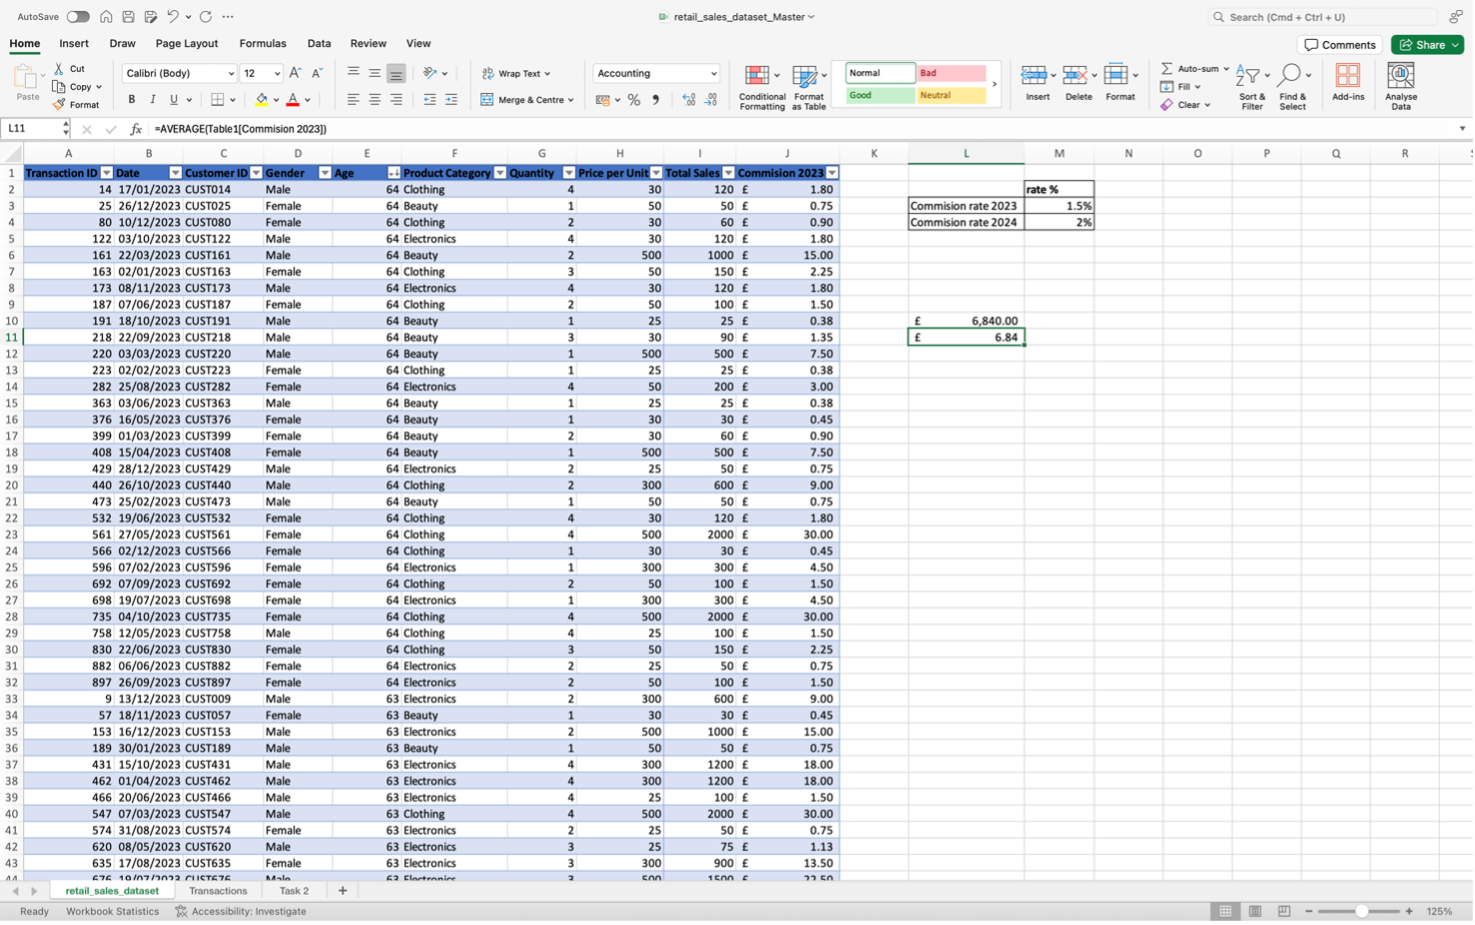 AutoSave
retail_sales_dataset_Master
Search (Cmd + Ctrl + U)
Home Insert Draw Page Layout Formulas Data Review View
Comments Share
Paste
Cut
Copy
Format
Calibri (Body) 12
B I U
Wrap Text
Merge & Centre
Accounting
Conditional Formatting
Format as Table
Normal Bad
Good Neutral
Insert Delete Format
Auto-sum
Fill
Clear
Sort & Filter
Find & Select
Add-ins
Analyse Data
L11 fx =AVERAGE(Table1[Commision 2023])
A B C D E F G H I J K L M N O P Q R
1 Transaction ID Date Customer ID Gender Age Product Category Quantity Price per Unit Total Sales Commision 2023
2 14 17/01/2023 CUST014 Male 64 Clothing 4 30 120 £ 1.80 rate %
3 25 26/12/2023 CUST025 Female 64 Beauty 1 50 50 £ 0.75 Commision rate 2023 1.5%
4 80 10/12/2023 CUST080 Female 64 Clothing 2 30 60 £ 0.90 Commision rate 2024 2%
5 122 03/10/2023 CUST122 Male 64 Electronics 4 30 120 £ 1.80
6 161 22/03/2023 CUST161 Male 64 Beauty 2 500 1000 £ 15.00
7 163 02/01/2023 CUST163 Female 64 Clothing 3 50 150 £ 2.25
8 173 08/11/2023 CUST173 Male 64 Electronics 4 30 120 £ 1.80
9 187 07/06/2023 CUST187 Female 64 Clothing 2 50 100 £ 1.50
10 191 18/10/2023 CUST191 Male 64 Beauty 1 25 25 £ 0.38 £ 6,840.00
11 218 22/09/2023 CUST218 Male 64 Beauty 3 30 90 £ 1.35 £ 6.84
12 220 03/03/2023 CUST220 Male 64 Beauty 1 500 500 £ 7.50
13 223 02/02/2023 CUST223 Female 64 Clothing 1 25 25 £ 0.38
14 282 25/08/2023 CUST282 Female 64 Electronics 4 50 200 £ 3.00
15 363 03/06/2023 CUST363 Male 64 Beauty 1 25 25 £ 0.38
16 376 16/05/2023 CUST376 Female 64 Beauty 1 30 30 £ 0.45
17 399 01/03/2023 CUST399 Female 64 Beauty 2 30 60 £ 0.90
18 408 15/04/2023 CUST408 Female 64 Beauty 1 500 500 £ 7.50
19 429 28/12/2023 CUST429 Male 64 Electronics 2 25 50 £ 0.75
20 440 26/10/2023 CUST440 Male 64 Clothing 2 300 600 £ 9.00
21 473 25/02/2023 CUST473 Male 64 Beauty 1 50 50 £ 0.75
22 532 19/06/2023 CUST532 Female 64 Clothing 4 30 120 £ 1.80
23 561 27/05/2023 CUST561 Female 64 Clothing 4 500 2000 £ 30.00
24 566 02/12/2023 CUST566 Female 64 Clothing 1 30 30 £ 0.45
25 596 07/02/2023 CUST596 Female 64 Electronics 1 300 300 £ 4.50
26 692 07/09/2023 CUST692 Female 64 Clothing 2 50 100 £ 1.50
27 698 19/07/2023 CUST698 Female 64 Electronics 1 300 300 £ 4.50
28 735 04/10/2023 CUST735 Female 64 Clothing 4 500 2000 £ 30.00
29 758 12/05/2023 CUST758 Male 64 Clothing 4 25 100 £ 1.50
30 830 22/06/2023 CUST830 Female 64 Clothing 3 50 150 £ 2.25
31 882 06/06/2023 CUST882 Female 64 Electronics 2 25 50 £ 0.75
32 897 26/09/2023 CUST897 Female 64 Electronics 2 50 100 £ 1.50
33 9 13/12/2023 CUST009 Male 63 Electronics 2 300 600 £ 9.00
34 57 18/11/2023 CUST057 Female 63 Beauty 1 30 30 £ 0.45
35 153 16/12/2023 CUST153 Male 63 Electronics 2 500 1000 £ 15.00
36 189 30/01/2023 CUST189 Male 63 Beauty 1 50 50 £ 0.75
37 431 15/10/2023 CUST431 Male 63 Electronics 4 300 1200 £ 18.00
38 462 01/04/2023 CUST462 Male 63 Electronics 4 300 1200 £ 18.00
39 466 20/06/2023 CUST466 Male 63 Electronics 4 25 100 £ 1.50
40 547 07/03/2023 CUST547 Male 63 Clothing 4 500 2000 £ 30.00
41 574 31/08/2023 CUST574 Female 63 Electronics 2 25 50 £ 0.75
42 620 08/05/2023 CUST620 Male 63 Electronics 3 25 75 £ 1.13
43 635 17/08/2023 CUST635 Female 63 Electronics 3 300 900 £ 13.50
44 676 19/07/2023 CUST676 Male 63 Electronics 3 500 1500 £ 22.50
retail_sales_dataset Transactions Task 2 +
Ready Workbook Statistics Accessibility: Investigate 125%